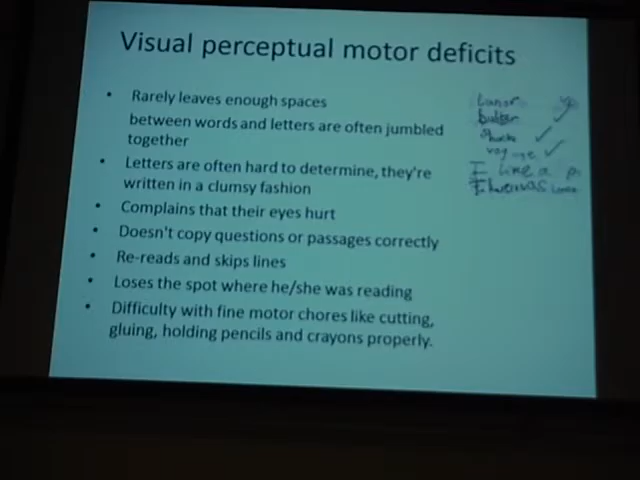 Visual perceptual motor deficits
• Rarely leaves enough spaces
between words and letters are often jumbled
together
• Letters are often hard to determine, they're
written in a clumsy fashion
• Complains that their eyes hurt
• Doesn't copy questions or passages correctly
• Re-reads and skips lines
• Loses the spot where he/she was reading
• Difficulty with fine motor chores like cutting,
gluing, holding pencils and crayons properly.
I like a